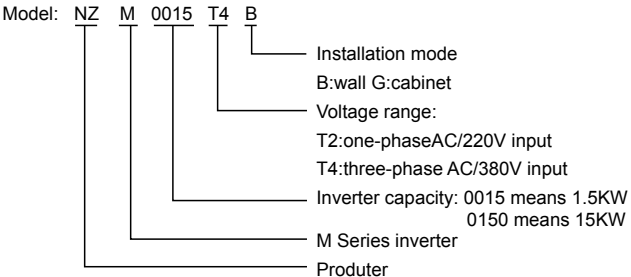 Model: NZ M 0015 T4 B
Installation mode
B:wall G:cabinet
Voltage range:
T2:one-phaseAC/220V input
T4:three-phase AC/380V input
Inverter capacity: 0015 means 1.5KW
0150 means 15KW
M Series inverter
Produter